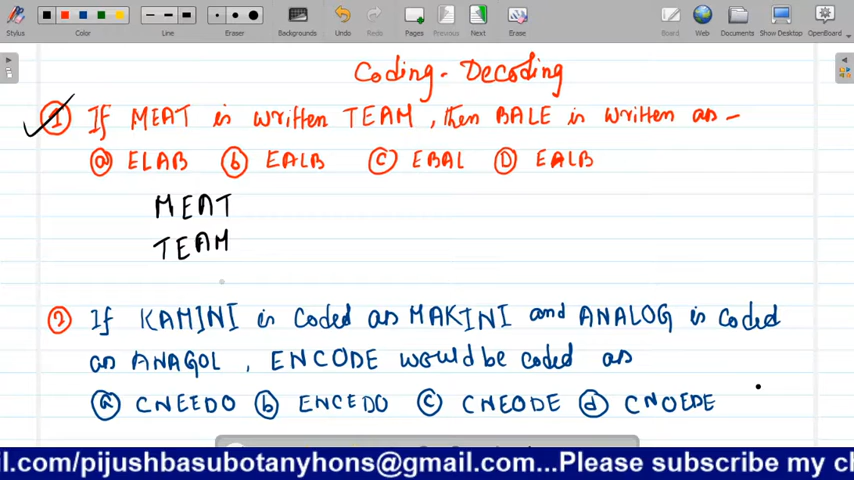 Stylus
Color
Line
Eraser
Backgrounds
Undo
Redo
Pages
Previous
Next
Erase
Board
Web
Documents
Show Desktop
OpenBoard
Coding - Decoding
① If MEAT is written TEAM, then BALE is written as -
ⓐ ELAB ⓑ EALB ⓒ EBAL Ⓓ EALB
MEAT
TEAM
② If KAMINI is coded as MAKINI and ANALOG is coded
as ANAGOL, ENCODE would be coded as
ⓐ CNEEDO ⓑ ENCEDO ⓒ CNEODE ⓓ CNOEDE
il.com/pijushbasubotanyhons@gmail.com...Please subscribe my ch